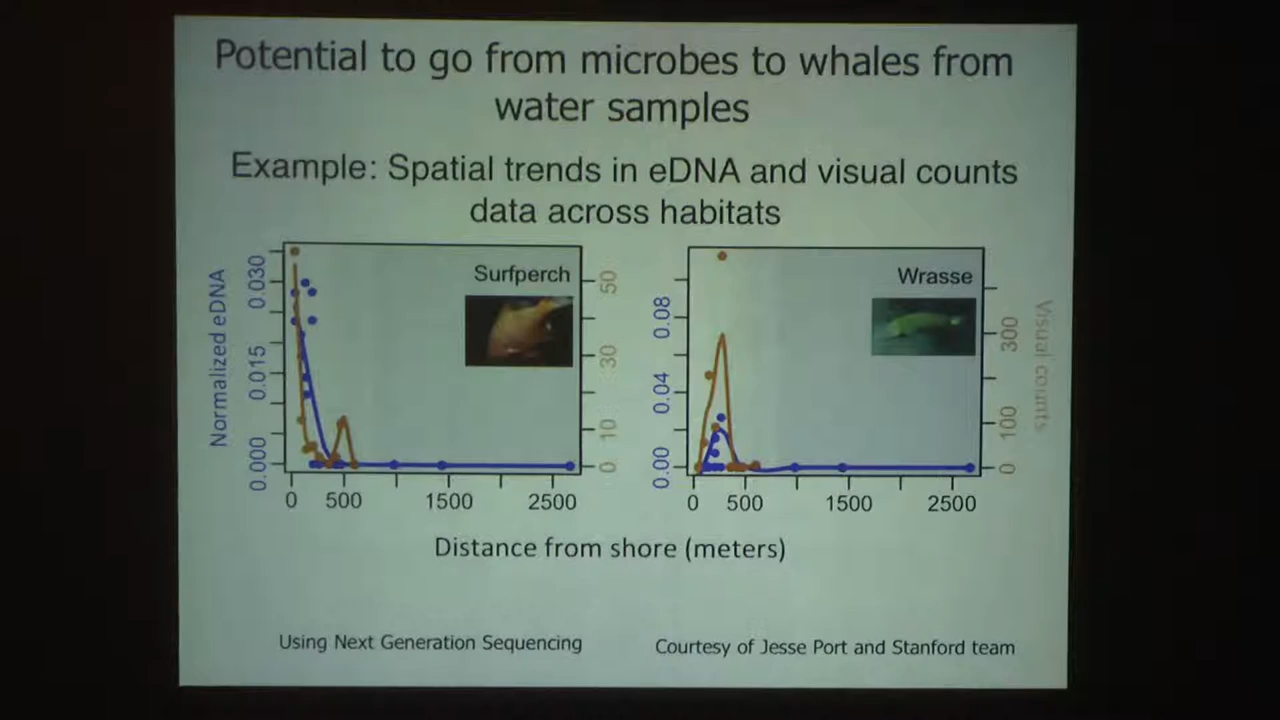 Potential to go from microbes to whales from
water samples
Example: Spatial trends in eDNA and visual counts
data across habitats
Normalized eDNA
0.000 0.015 0.030
Surfperch
0 10 30 50
0 500 1500 2500
0.00 0.04 0.08
Wrasse
0 100 300
Visual counts
0 500 1500 2500
Distance from shore (meters)
Using Next Generation Sequencing
Courtesy of Jesse Port and Stanford team